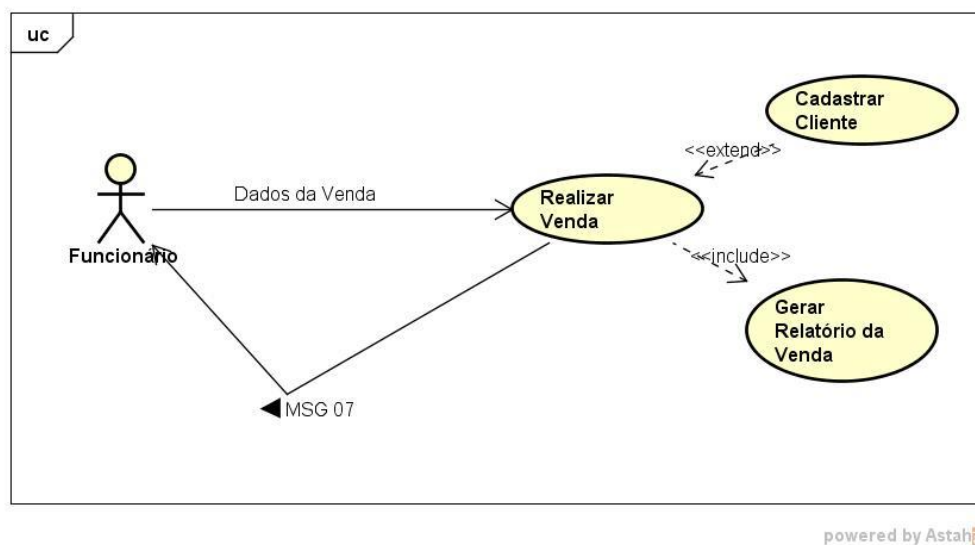 uc
Cadastrar
Cliente
<<extend>>
Dados da Venda
Realizar
Venda
Funcionário
<<include>>
Gerar
Relatório da
Venda
MSG 07
powered by Astah